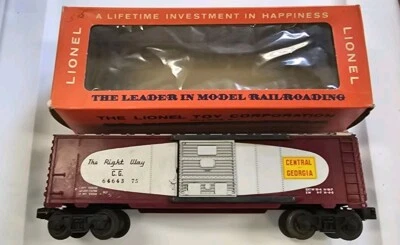 A LIFETIME INVESTMENT IN HAPPINESS
LIONEL
LIONEL
THE LEADER IN MODEL RAILROADING
THE LIONEL TOY CORPORATION
The Right Way
C.G.
CENTRAL
GEORGIA